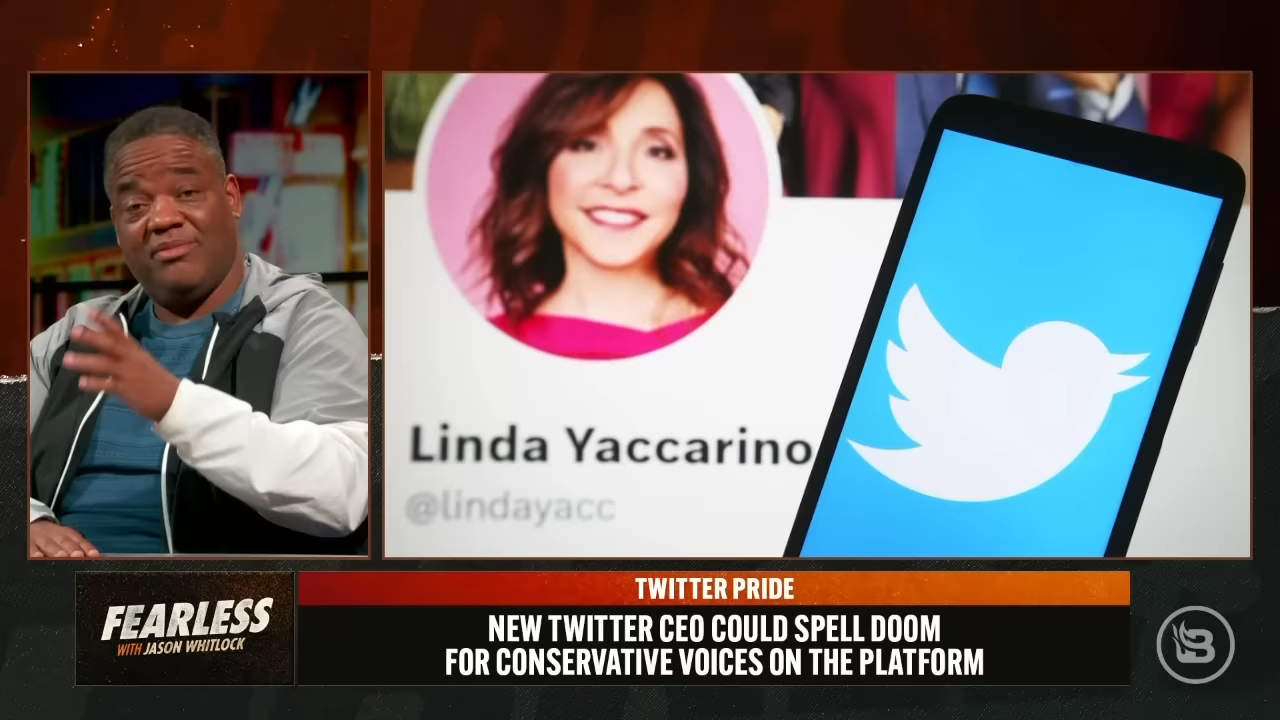 Linda Yaccarino
@lindayacc
FEARLESS
WITH JASON WHITLOCK
TWITTER PRIDE
NEW TWITTER CEO COULD SPELL DOOM
FOR CONSERVATIVE VOICES ON THE PLATFORM
B